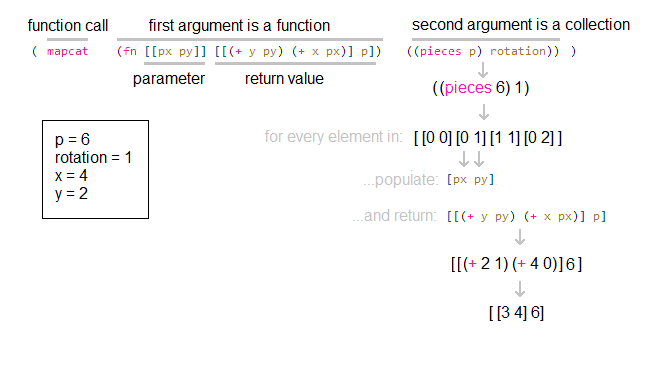 function call first argument is a function second argument is a collection
( mapcat (fn [[px py]] [[(+ y py) (+ x px)] p]) ((pieces p) rotation)) )
parameter return value
((pieces 6) 1)
for every element in: [ [0 0] [0 1] [1 1] [0 2] ]
p = 6
rotation = 1
x = 4
y = 2
...populate: [px py]
...and return: [[(+ y py) (+ x px)] p]
[[(+ 2 1) (+ 4 0)] 6 ]
[ [3 4] 6]